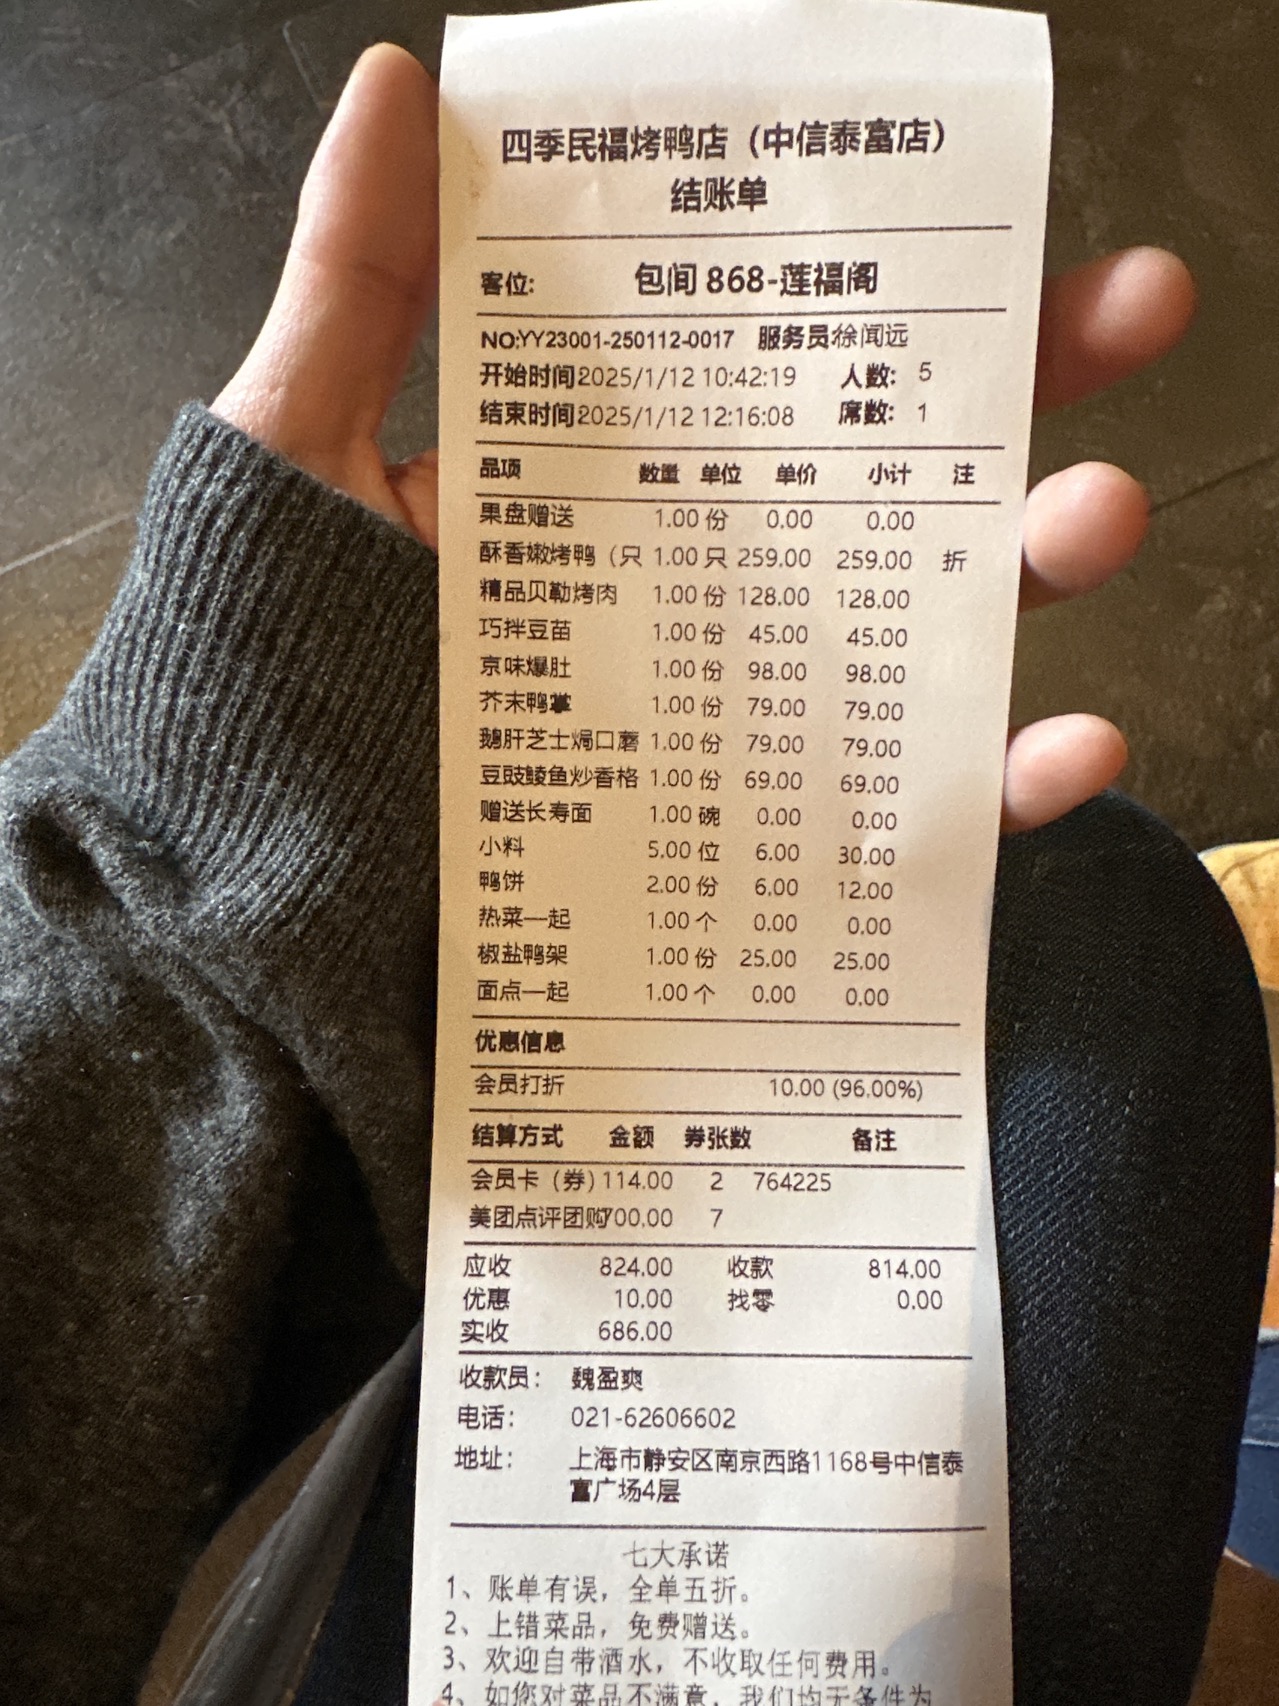 四季民福烤鸭店（中信泰富店）
结账单
客位: 包间 868-莲福阁
NO:YY23001-250112-0017 服务员:徐闻远
开始时间2025/1/12 10:42:19 人数: 5
结束时间2025/1/12 12:16:08 席数: 1
品项 数量 单位 单价 小计 注
果盘赠送 1.00 份 0.00 0.00
酥香嫩烤鸭（只 1.00 只 259.00 259.00 折
精品贝勒烤肉 1.00 份 128.00 128.00
巧拌豆苗 1.00 份 45.00 45.00
京味爆肚 1.00 份 98.00 98.00
芥末鸭掌 1.00 份 79.00 79.00
鹅肝芝士焗口蘑 1.00 份 79.00 79.00
豆豉鲮鱼炒香格 1.00 份 69.00 69.00
赠送长寿面 1.00 碗 0.00 0.00
小料 5.00 位 6.00 30.00
鸭饼 2.00 份 6.00 12.00
热菜一起 1.00 个 0.00 0.00
椒盐鸭架 1.00 份 25.00 25.00
面点一起 1.00 个 0.00 0.00
优惠信息
会员打折 10.00 (96.00%)
结算方式 金额 券张数 备注
会员卡（券）114.00 2 764225
美团点评团购700.00 7
应收 824.00 收款 814.00
优惠 10.00 找零 0.00
实收 686.00
收款员: 魏盈爽
电话: 021-62606602
地址: 上海市静安区南京西路1168号中信泰
富广场4层
七大承诺
1、账单有误，全单五折。
2、上错菜品，免费赠送。
3、欢迎自带酒水，不收取任何费用。
4、如您对菜品不满意，我们均无条件为